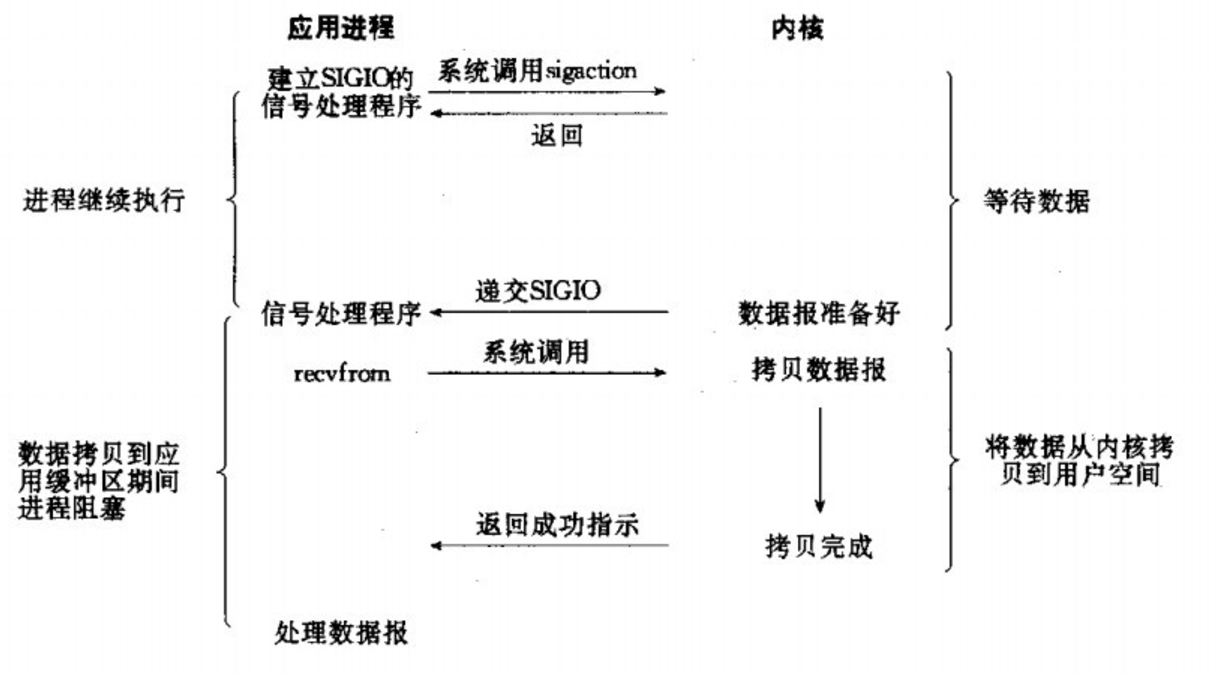 应用进程
内核
建立SIGIO的
信号处理程序
系统调用sigaction
返回
进程继续执行
等待数据
信号处理程序
递交SIGIO
数据报准备好
recvfrom
系统调用
拷贝数据报
数据拷贝到应
用缓冲区期间
进程阻塞
将数据从内核拷
贝到用户空间
返回成功指示
拷贝完成
处理数据报